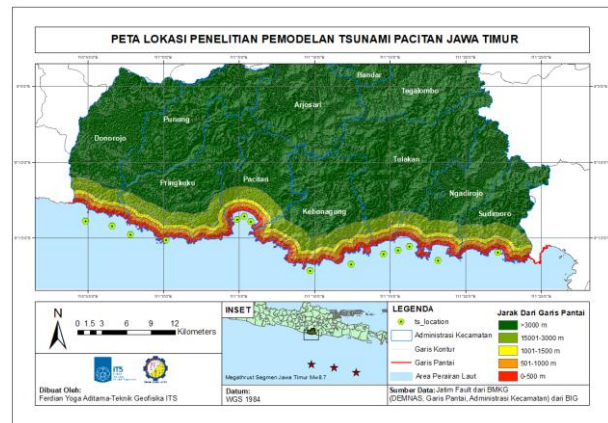 PETA LOKASI PENELITIAN PEMODELAN TSUNAMI PACITAN JAWA TIMUR
Bandar
Tegalombo
Arjosari
Punung
Donorojo
Tulakan
Pringkuku
Pacitan
Ngadirojo
Kebonagung
Sudimoro
N
0 1.5 3 6 9 12
Kilometers
ITS
Dibuat Oleh:
Ferdian Yoga Aditama-Teknik Geofisika ITS
INSET
Megathrust Segmen Jawa Timur Mw8.7
Datum:
WGS 1984
LEGENDA
ts_location
Administrasi Kecamatan
Garis Kontur
Garis Pantai
Area Perairan Laut
Jarak Dari Garis Pantai
>3000 m
15001-3000 m
1001-1500 m
501-1000 m
0-500 m
Sumber Data: Jatim Fault dari BMKG
(DEMNAS, Garis Pantai, Administrasi Kecamatan) dari BIG